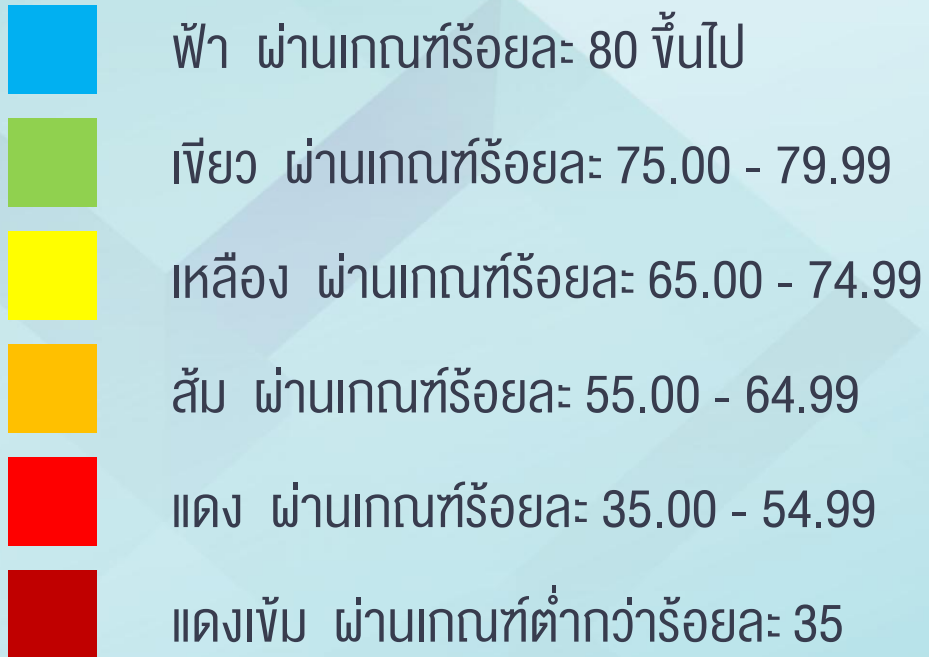 ฟ้า ผ่านเกณฑ์ร้อยละ 80 ขึ้นไป
เขียว ผ่านเกณฑ์ร้อยละ 75.00 - 79.99
เหลือง ผ่านเกณฑ์ร้อยละ 65.00 - 74.99
ส้ม ผ่านเกณฑ์ร้อยละ 55.00 - 64.99
แดง ผ่านเกณฑ์ร้อยละ 35.00 - 54.99
แดงเข้ม ผ่านเกณฑ์ต่ำกว่าร้อยละ 35